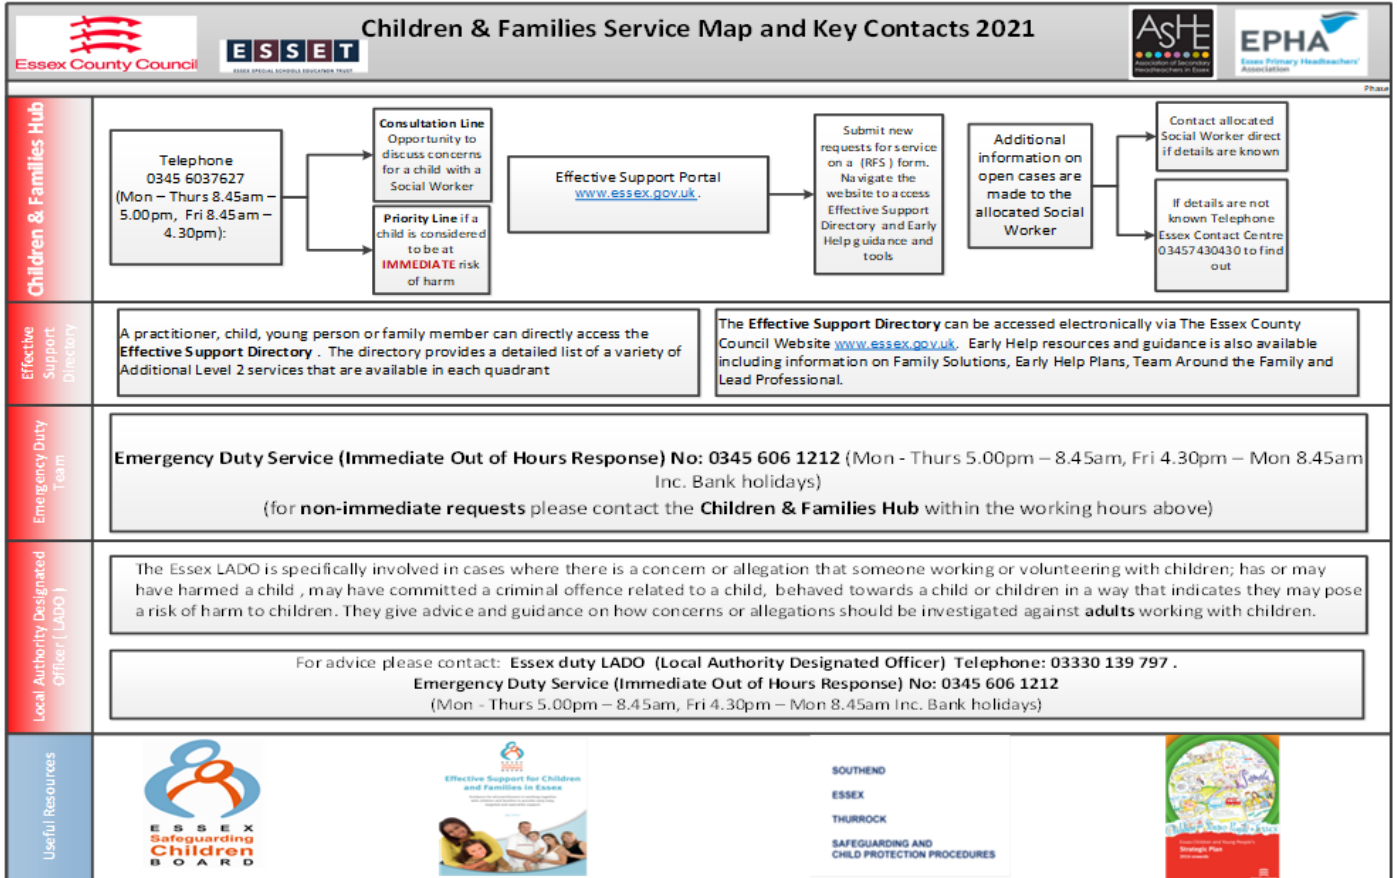 Children & Families Service Map and Key Contacts 2021
Essex County Council
ESSET
ESSEX SPECIAL SCHOOLS EDUCATION TRUST
ASHE
Association of Secondary
Headteachers in Essex
EPHA
Essex Primary Headteachers'
Association
Phase
Children & Families Hub
Telephone
0345 6037627
(Mon – Thurs 8.45am –
5.00pm, Fri 8.45am –
4.30pm):
Consultation Line
Opportunity to
discuss concerns
for a child with a
Social Worker
Priority Line if a
child is considered
to be at
IMMEDIATE risk
of harm
Effective Support Portal
www.essex.gov.uk.
Submit new
requests for service
on a (RFS ) form.
Navigate the
website to access
Effective Support
Directory and Early
Help guidance and
tools
Additional
information on
open cases are
made to the
allocated Social
Worker
Contact allocated
Social Worker direct
if details are known
If details are not
known Telephone
Essex Contact Centre
03457430430 to find
out
Effective
Support
Directory
A practitioner, child, young person or family member can directly access the
Effective Support Directory . The directory provides a detailed list of a variety of
Additional Level 2 services that are available in each quadrant
The Effective Support Directory can be accessed electronically via The Essex County
Council Website www.essex.gov.uk. Early Help resources and guidance is also available
including information on Family Solutions, Early Help Plans, Team Around the Family and
Lead Professional.
Emergency Duty
Team
Emergency Duty Service (Immediate Out of Hours Response) No: 0345 606 1212 (Mon - Thurs 5.00pm – 8.45am, Fri 4.30pm – Mon 8.45am
Inc. Bank holidays)
(for non-immediate requests please contact the Children & Families Hub within the working hours above)
Local Authority Designated
Officer ( LADO )
The Essex LADO is specifically involved in cases where there is a concern or allegation that someone working or volunteering with children; has or may
have harmed a child , may have committed a criminal offence related to a child, behaved towards a child or children in a way that indicates they may pose
a risk of harm to children. They give advice and guidance on how concerns or allegations should be investigated against adults working with children.
For advice please contact: Essex duty LADO (Local Authority Designated Officer) Telephone: 03330 139 797 .
Emergency Duty Service (Immediate Out of Hours Response) No: 0345 606 1212
(Mon - Thurs 5.00pm – 8.45am, Fri 4.30pm – Mon 8.45am Inc. Bank holidays)
Useful Resources
ESSEX
Safeguarding
Children
BOARD
Effective Support for Children
and Families in Essex
SOUTHEND
ESSEX
THURROCK
SAFEGUARDING AND
CHILD PROTECTION PROCEDURES
Essex Children and Young People's
Strategic Plan